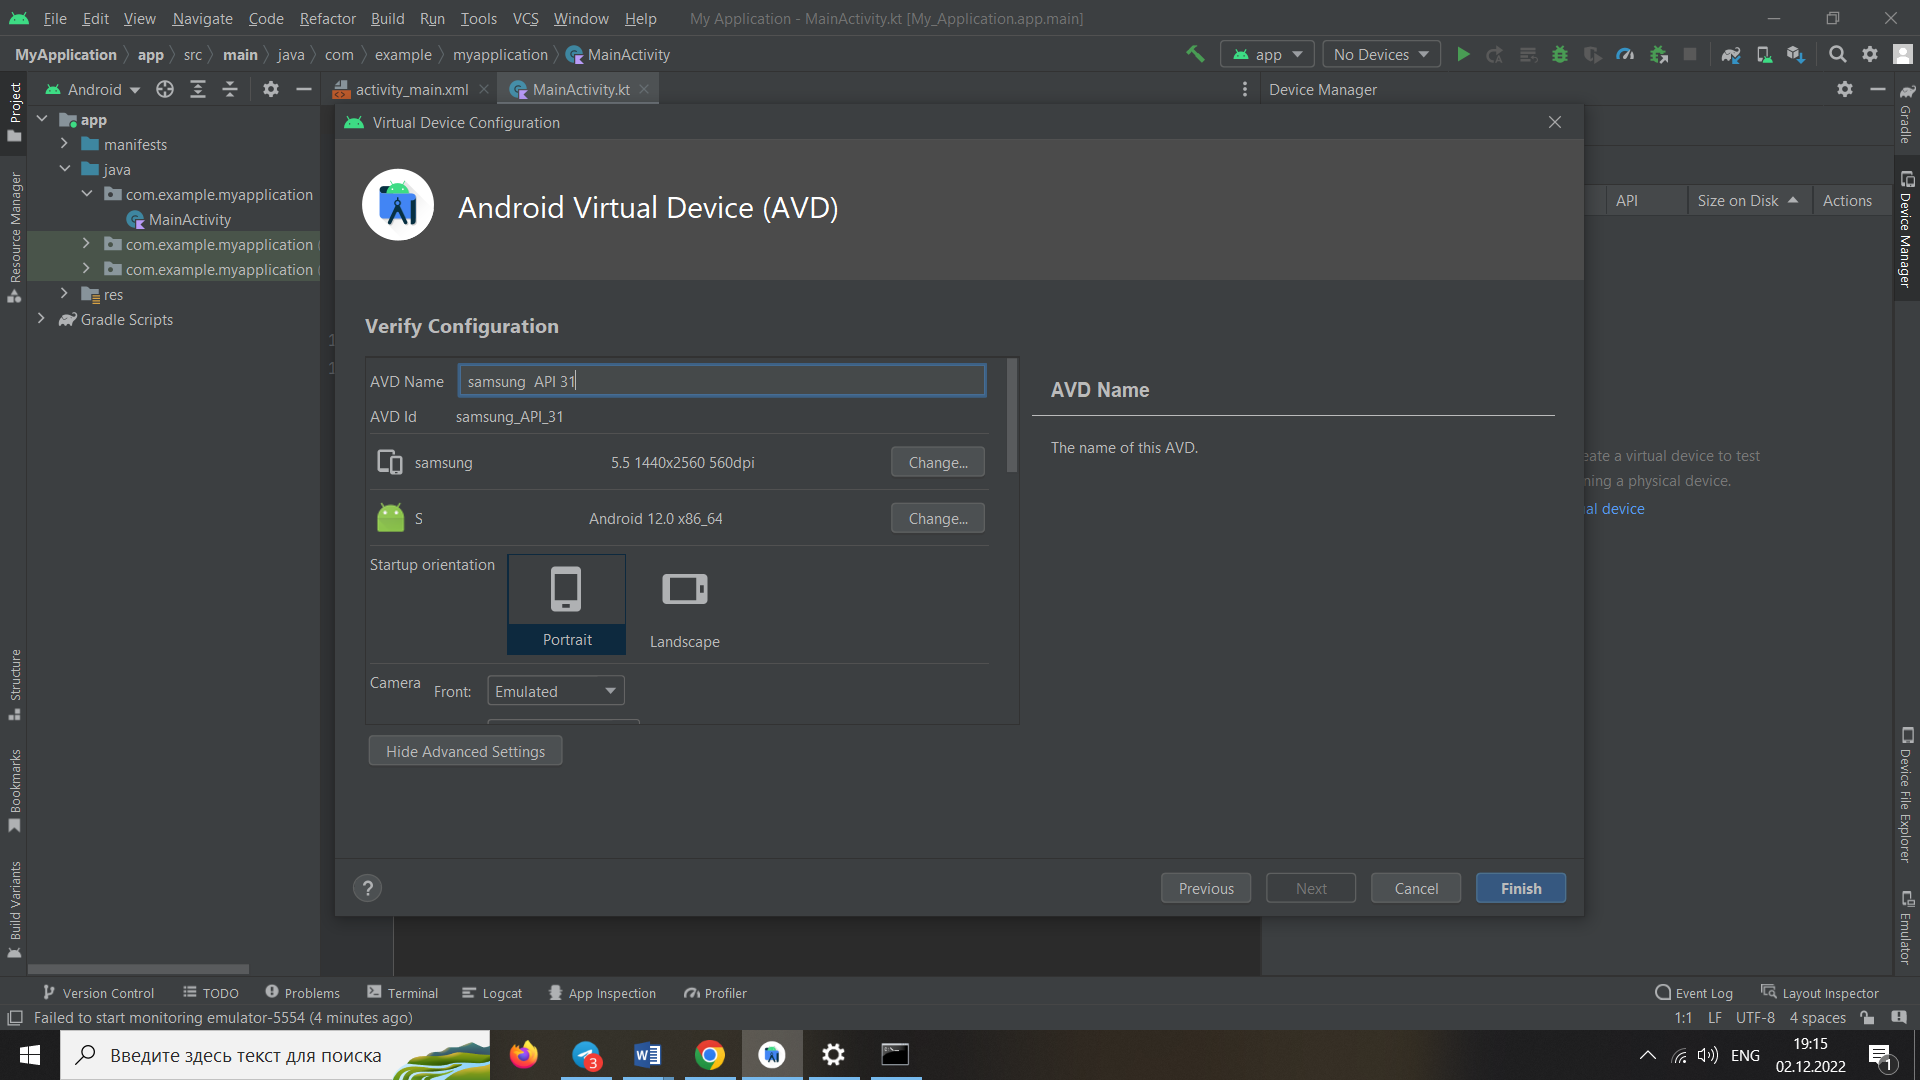 File Edit View Navigate Code Refactor Build Run Tools VCS Window Help My Application - MainActivity.kt [My_Application.app.main]
MyApplication app src main java com example myapplication MainActivity app No Devices
Project Android activity_main.xml MainActivity.kt Device Manager Gradle
app
manifests
java
com.example.myapplication
MainActivity
com.example.myapplication
com.example.myapplication
res
Gradle Scripts
Resource Manager
Structure
Bookmarks
Build Variants
Virtual Device Configuration
Android Virtual Device (AVD)
Verify Configuration
AVD Name samsung  API 31
AVD Id samsung_API_31
samsung 5.5 1440x2560 560dpi Change...
S Android 12.0 x86_64 Change...
Startup orientation
Portrait
Landscape
Camera Front: Emulated
Hide Advanced Settings
AVD Name
The name of this AVD.
? Previous Next Cancel Finish
API Size on Disk Actions
eate a virtual device to test
ning a physical device.
al device
Device Manager
Device File Explorer
Emulator
Version Control TODO Problems Terminal Logcat App Inspection Profiler Event Log Layout Inspector
Failed to start monitoring emulator-5554 (4 minutes ago) 1:1 LF UTF-8 4 spaces
Введите здесь текст для поиска 3 ENG 19:15
02.12.2022 1